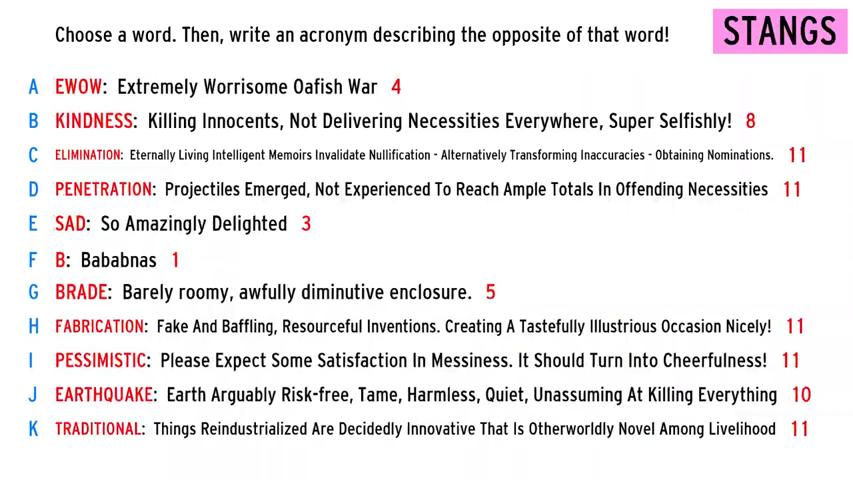 Choose a word. Then, write an acronym describing the opposite of that word!
STANGS
A EWOW: Extremely Worrisome Oafish War 4
B KINDNESS: Killing Innocents, Not Delivering Necessities Everywhere, Super Selfishly! 8
C ELIMINATION: Eternally Living Intelligent Memoirs Invalidate Nullification - Alternatively Transforming Inaccuracies - Obtaining Nominations. 11
D PENETRATION: Projectiles Emerged, Not Experienced To Reach Ample Totals In Offending Necessities 11
E SAD: So Amazingly Delighted 3
F B: Bababnas 1
G BRADE: Barely roomy, awfully diminutive enclosure. 5
H FABRICATION: Fake And Baffling, Resourceful Inventions. Creating A Tastefully Illustrious Occasion Nicely! 11
I PESSIMISTIC: Please Expect Some Satisfaction In Messiness. It Should Turn Into Cheerfulness! 11
J EARTHQUAKE: Earth Arguably Risk-free, Tame, Harmless, Quiet, Unassuming At Killing Everything 10
K TRADITIONAL: Things Reindustrialized Are Decidedly Innovative That Is Otherworldly Novel Among Livelihood 11